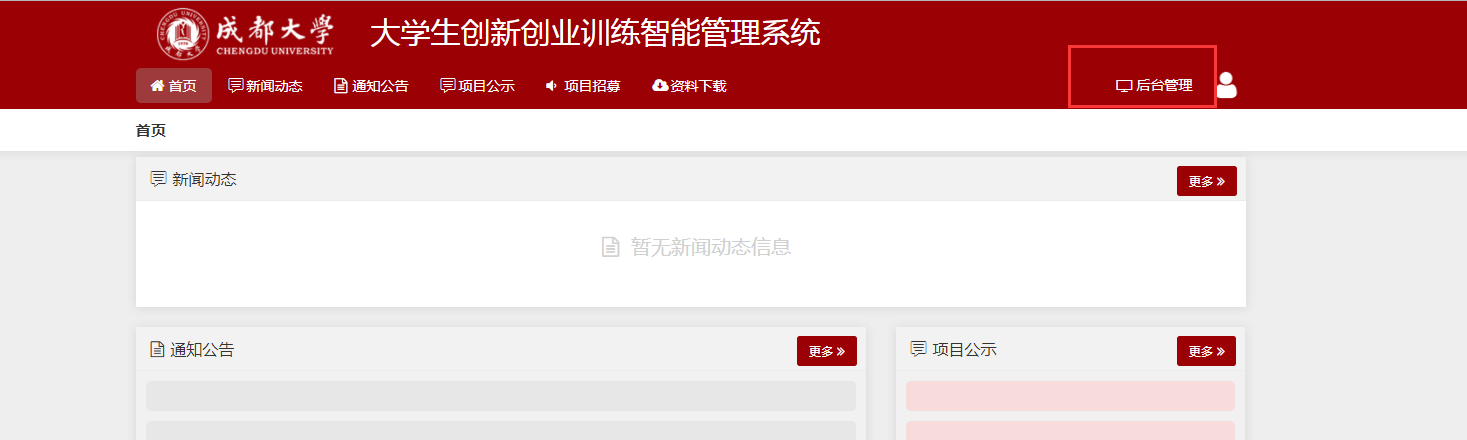 成都大學
CHENGDU UNIVERSITY
大学生创新创业训练智能管理系统
首页 新闻动态 通知公告 项目公示 项目招募 资料下载 后台管理
首页
新闻动态 更多
暂无新闻动态信息
通知公告 更多 项目公示 更多